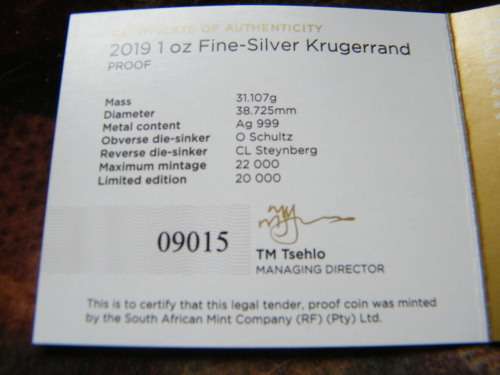 CERTIFICATE OF AUTHENTICITY
2019 1 oz Fine-Silver Krugerrand
PROOF
Mass 31.107g
Diameter 38.725mm
Metal content Ag 999
Obverse die-sinker O Schultz
Reverse die-sinker CL Steynberg
Maximum mintage 22 000
Limited edition 20 000
09015
TM Tsehlo
MANAGING DIRECTOR
This is to certify that this legal tender, proof coin was minted
by the South African Mint Company (RF) (Pty) Ltd.